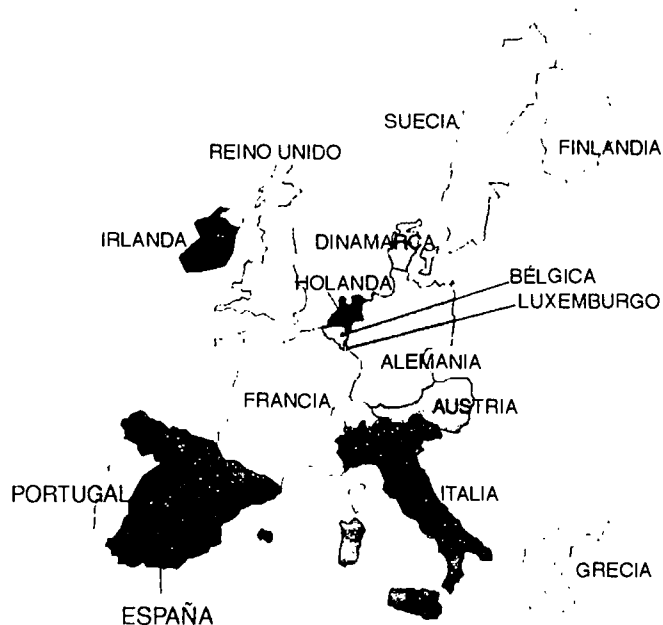 SUECIA
FINLANDIA
REINO UNIDO
IRLANDA
DINAMARCA
HOLANDA
BÉLGICA
LUXEMBURGO
ALEMANIA
FRANCIA
AUSTRIA
PORTUGAL
ITALIA
GRECIA
ESPAÑA